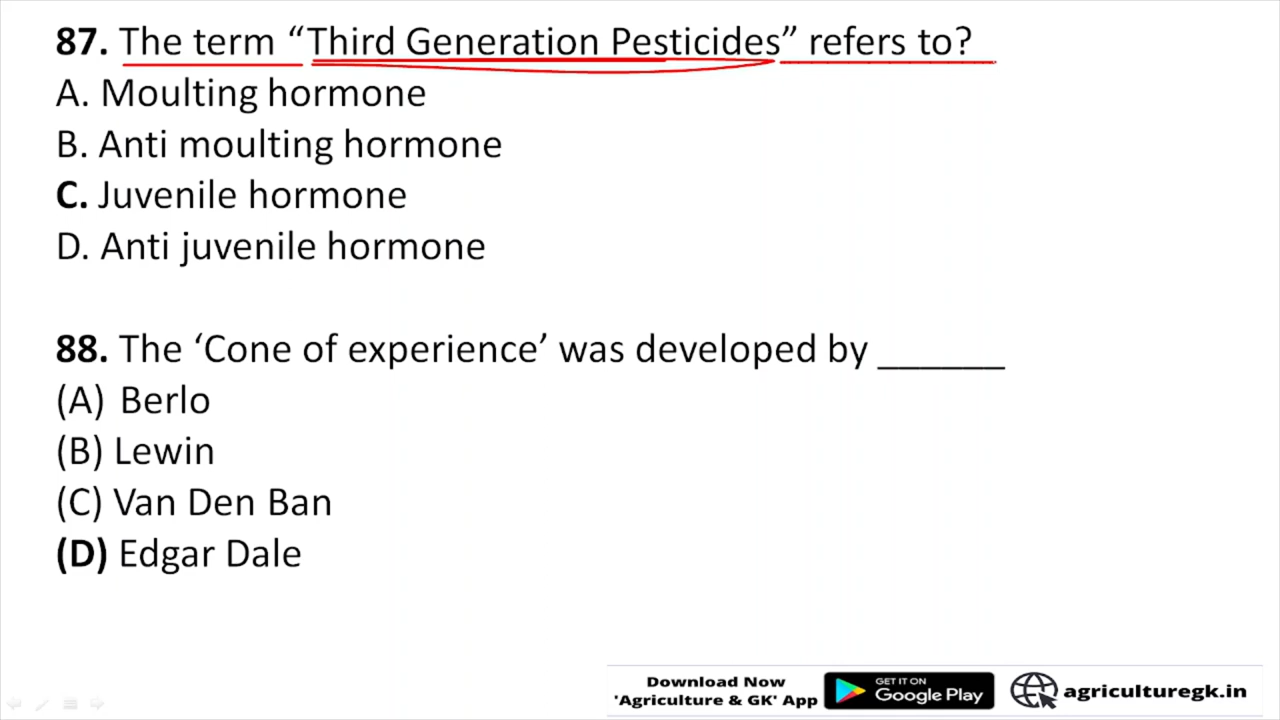 87. The term “Third Generation Pesticides” refers to?
A. Moulting hormone
B. Anti moulting hormone
C. Juvenile hormone
D. Anti juvenile hormone
88. The ‘Cone of experience’ was developed by ______
(A) Berlo
(B) Lewin
(C) Van Den Ban
(D) Edgar Dale
Download Now
'Agriculture & GK' App
GET IT ON
Google Play
agriculturegk.in